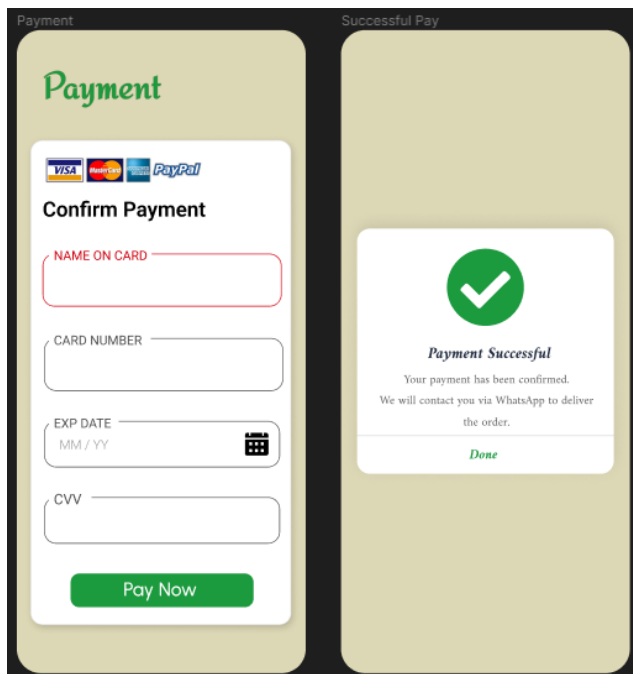 Payment
Payment
VISA MasterCard PayPal
Confirm Payment
NAME ON CARD
CARD NUMBER
EXP DATE
MM / YY
CVV
Pay Now
Successful Pay
Payment Successful
Your payment has been confirmed.
We will contact you via WhatsApp to deliver
the order.
Done